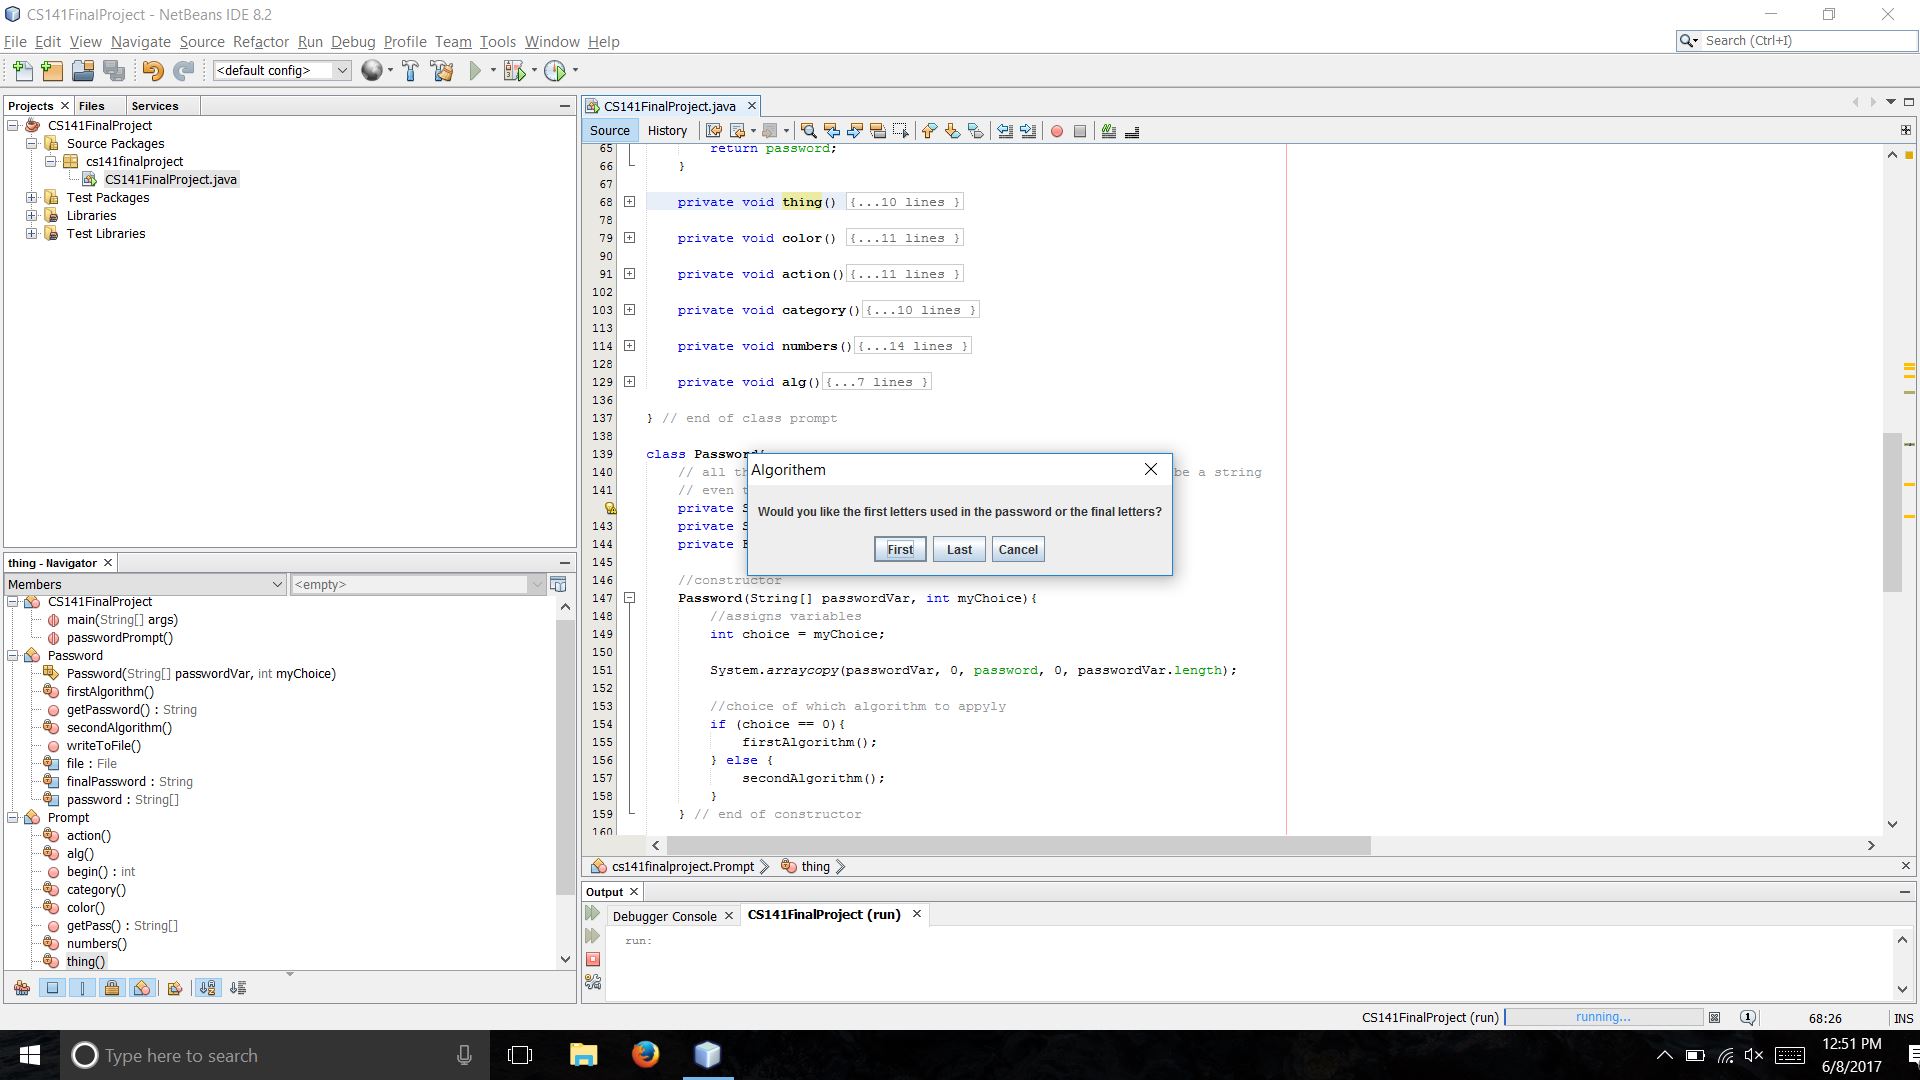 CS141FinalProject - NetBeans IDE 8.2
File Edit View Navigate Source Refactor Run Debug Profile Team Tools Window Help
Search (Ctrl+I)
<default config>
Projects Files Services
CS141FinalProject
Source Packages
cs141finalproject
CS141FinalProject.java
Test Packages
Libraries
Test Libraries
thing - Navigator
Members <empty>
CS141FinalProject
main(String[] args)
passwordPrompt()
Password
Password(String[] passwordVar, int myChoice)
firstAlgorithm()
getPassword() : String
secondAlgorithm()
writeToFile()
file : File
finalPassword : String
password : String[]
Prompt
action()
alg()
begin() : int
category()
color()
getPass() : String[]
numbers()
thing()
CS141FinalProject.java
Source History
65 return password;
66 }
67
68 private void thing() {...10 lines }
78
79 private void color() {...11 lines }
90
91 private void action(){...11 lines }
102
103 private void category(){...10 lines }
113
114 private void numbers(){...14 lines }
128
129 private void alg(){...7 lines }
136
137 } // end of class prompt
138
139 class Password{
140 // all th be a string
141 // even t
private S
143 private S
144 private F
145
146 //constructor
147 Password(String[] passwordVar, int myChoice){
148 //assigns variables
149 int choice = myChoice;
150
151 System.arraycopy(passwordVar, 0, password, 0, passwordVar.length);
152
153 //choice of which algorithm to appyly
154 if (choice == 0){
155 firstAlgorithm();
156 } else {
157 secondAlgorithm();
158 }
159 } // end of constructor
160
Algorithem
Would you like the first letters used in the password or the final letters?
First Last Cancel
cs141finalproject.Prompt thing
Output
Debugger Console CS141FinalProject (run)
run:
CS141FinalProject (run) running... 1 68:26 INS
Type here to search
12:51 PM
6/8/2017